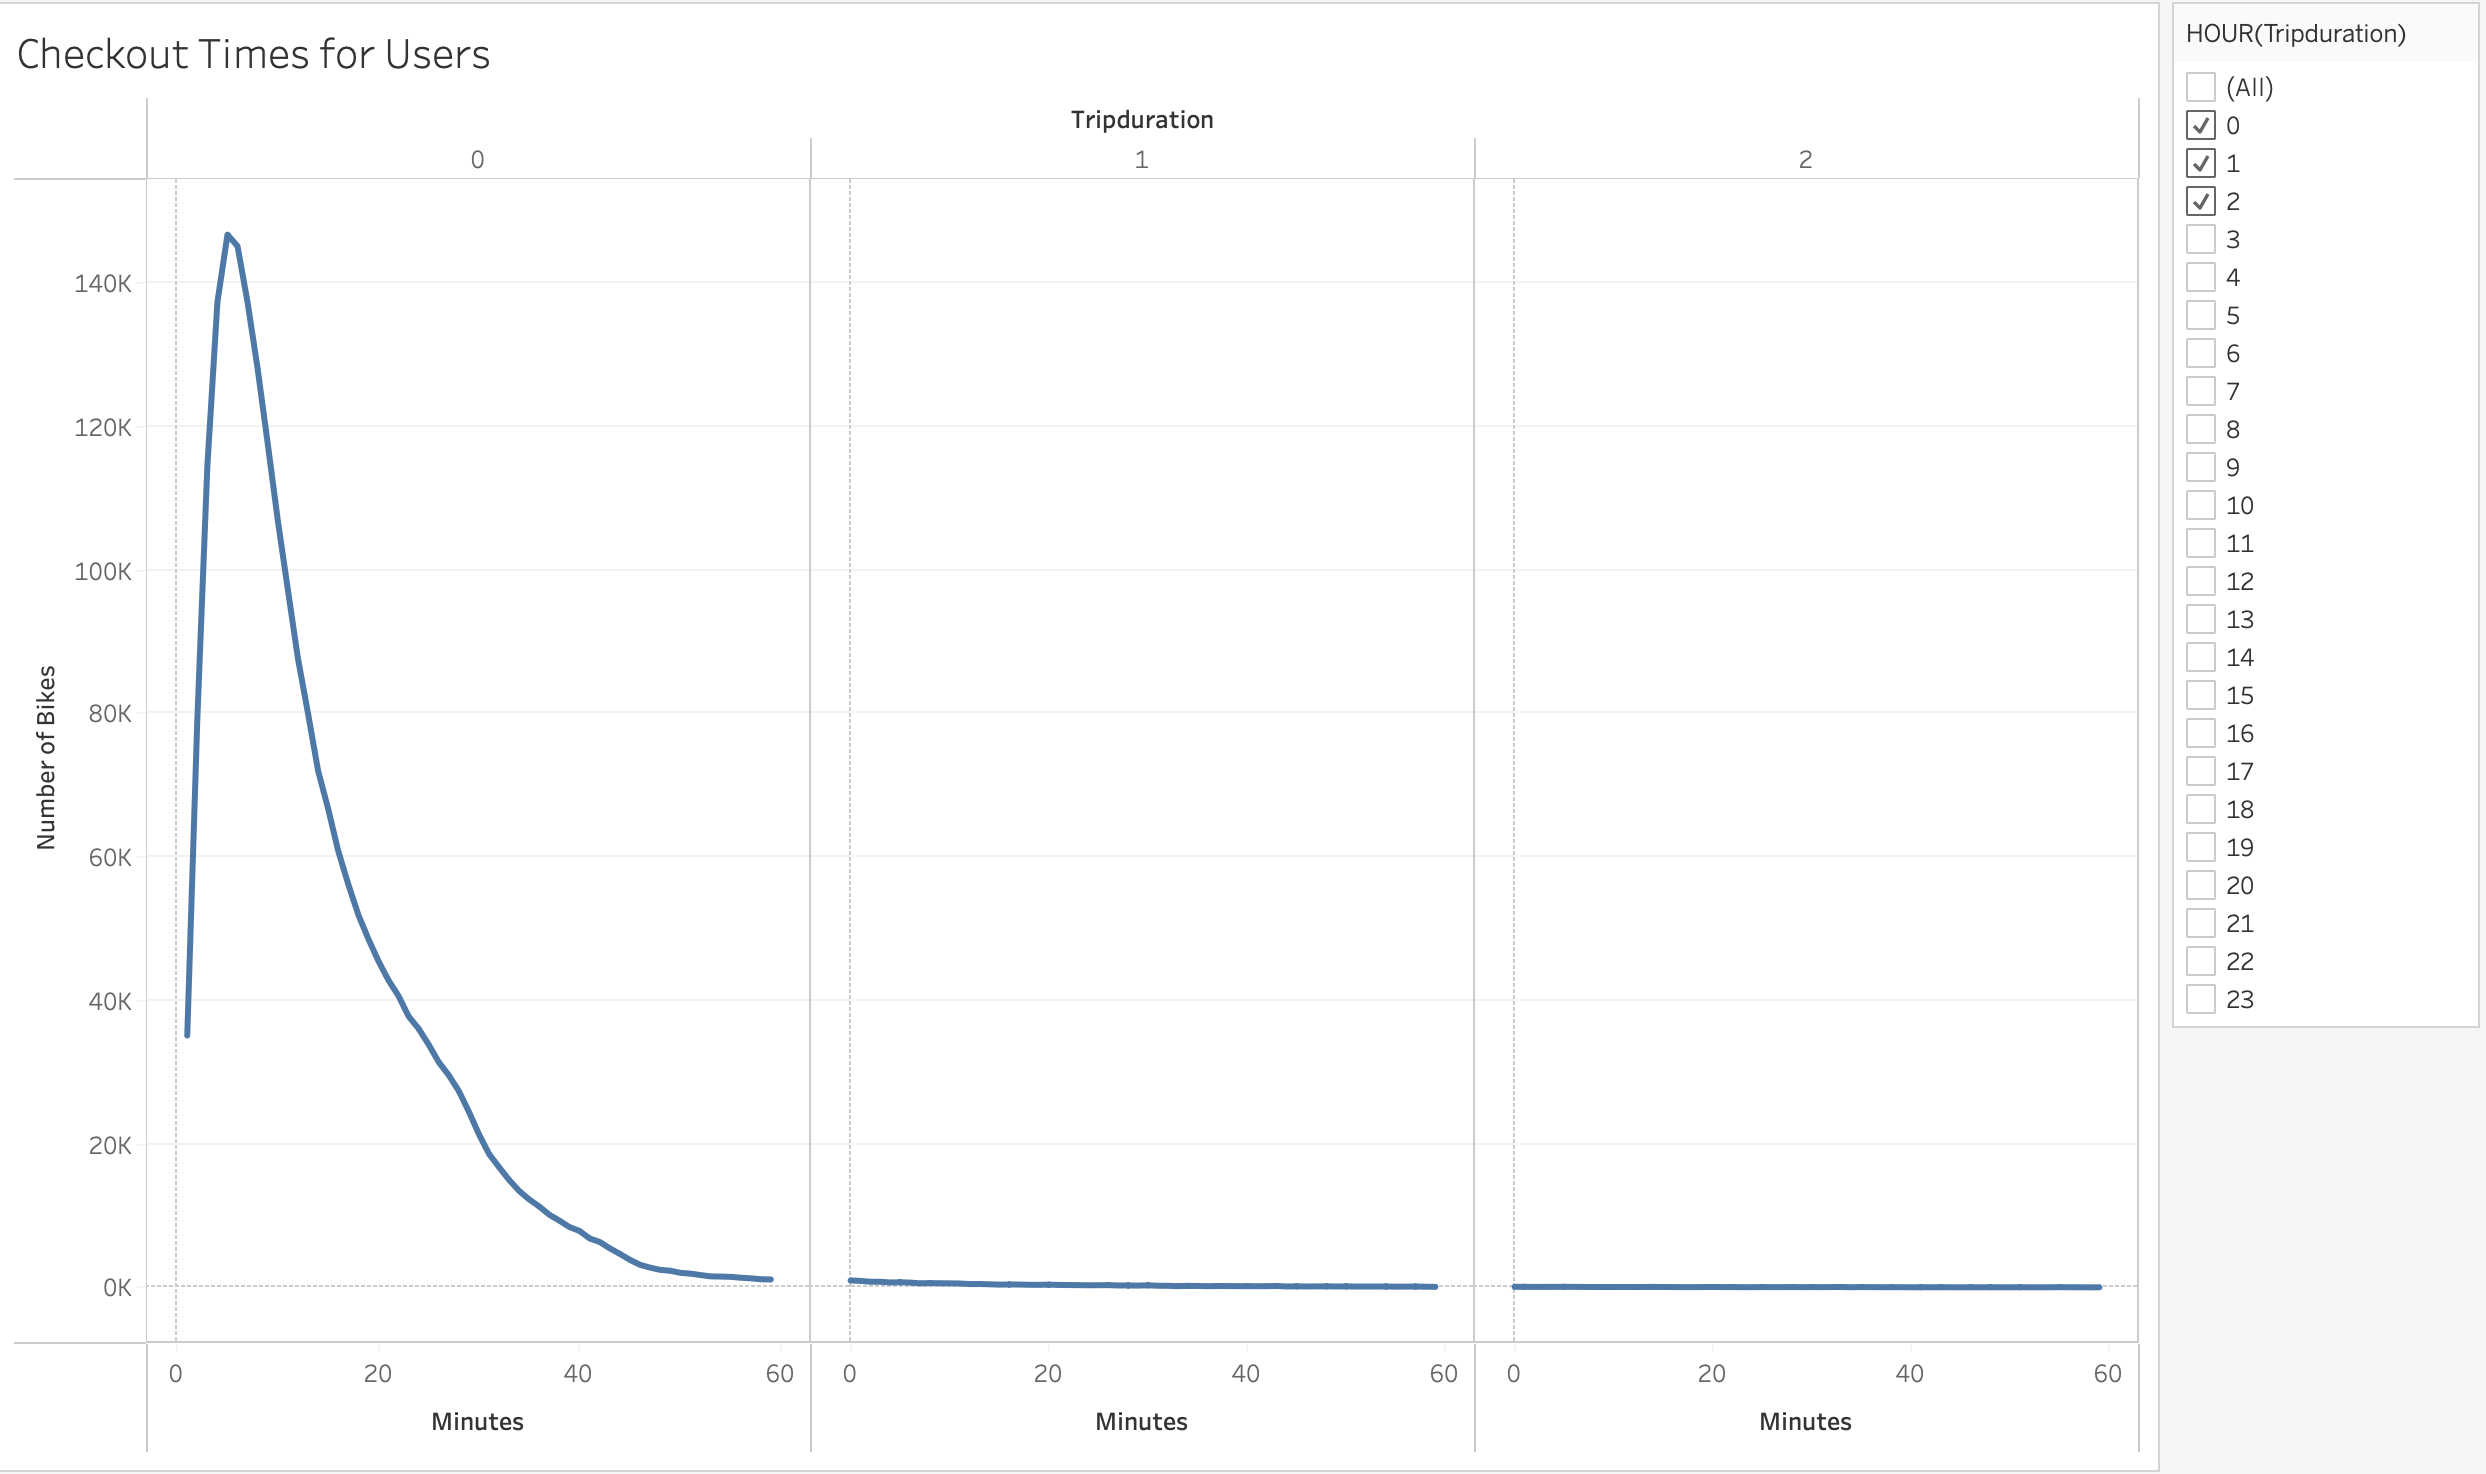 Checkout Times for Users
Tripduration
0 1 2
140K
120K
100K
80K
60K
40K
20K
0K
Number of Bikes
0 20 40 60 0 20 40 60 0 20 40 60
Minutes Minutes Minutes
HOUR(Tripduration)
(All)
0
1
2
3
4
5
6
7
8
9
10
11
12
13
14
15
16
17
18
19
20
21
22
23